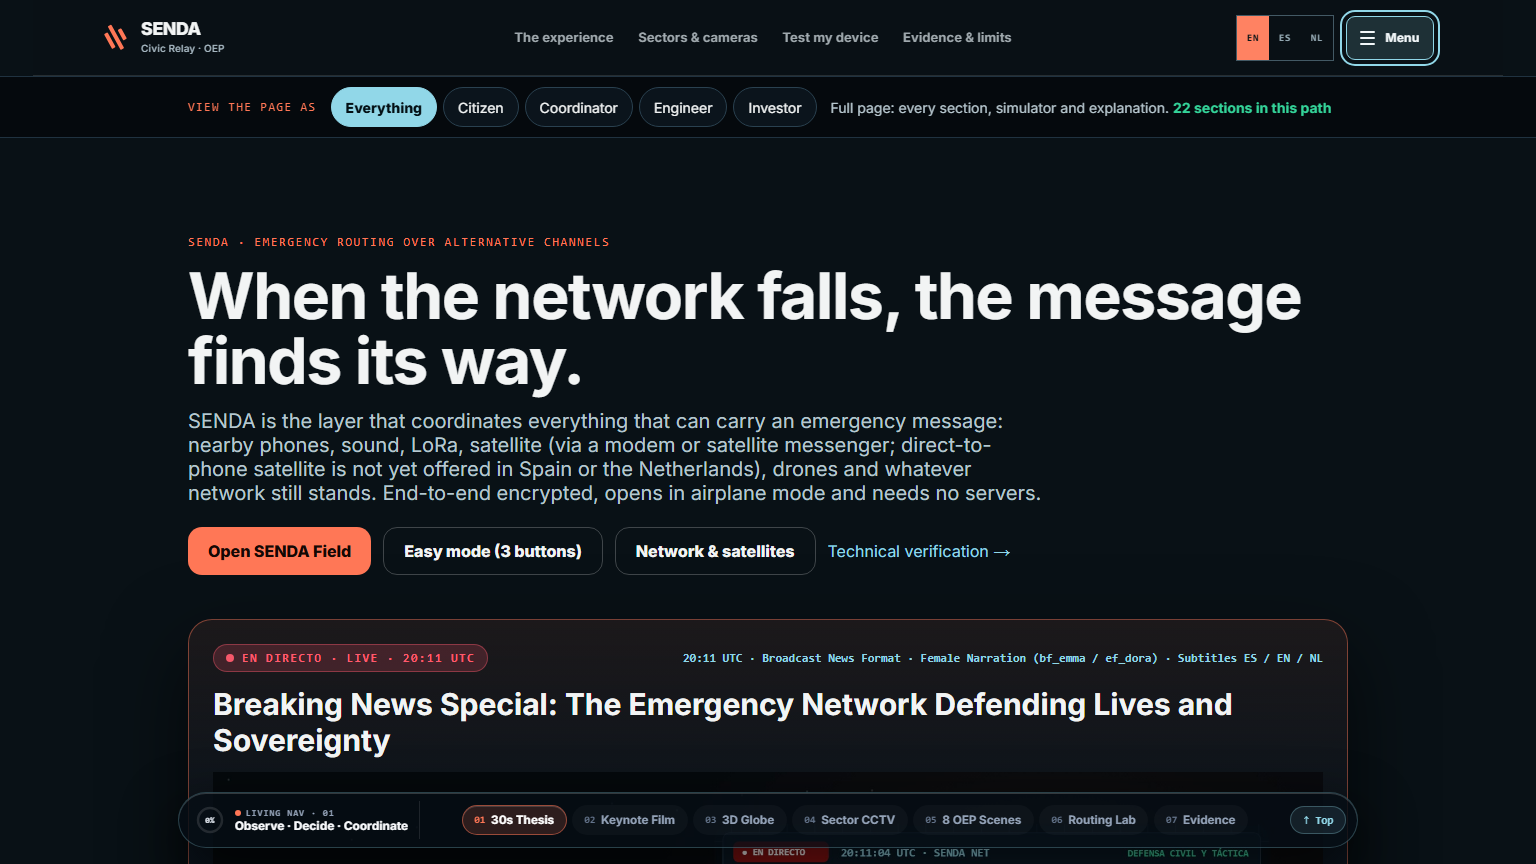 SENDA
Civic Relay · OEP
The experience
Sectors & cameras
Test my device
Evidence & limits
EN
ES
NL
Menu
VIEW THE PAGE AS
Everything
Citizen
Coordinator
Engineer
Investor
Full page: every section, simulator and explanation. 22 sections in this path
SENDA · EMERGENCY ROUTING OVER ALTERNATIVE CHANNELS
When the network falls, the message
finds its way.
SENDA is the layer that coordinates everything that can carry an emergency message:
nearby phones, sound, LoRa, satellite (via a modem or satellite messenger; direct-to-
phone satellite is not yet offered in Spain or the Netherlands), drones and whatever
network still stands. End-to-end encrypted, opens in airplane mode and needs no servers.
Open SENDA Field
Easy mode (3 buttons)
Network & satellites
Technical verification →
EN DIRECTO · LIVE · 20:11 UTC
20:11 UTC · Broadcast News Format · Female Narration (bf_emma / ef_dora) · Subtitles ES / EN / NL
Breaking News Special: The Emergency Network Defending Lives and
Sovereignty
0%
LIVING NAV · 01
Observe · Decide · Coordinate
01 30s Thesis
02 Keynote Film
03 3D Globe
04 Sector CCTV
05 8 OEP Scenes
06 Routing Lab
07 Evidence
↑ Top
EN DIRECTO
20:11:04 UTC · SENDA NET
DEFENSA CIVIL Y TÁCTICA